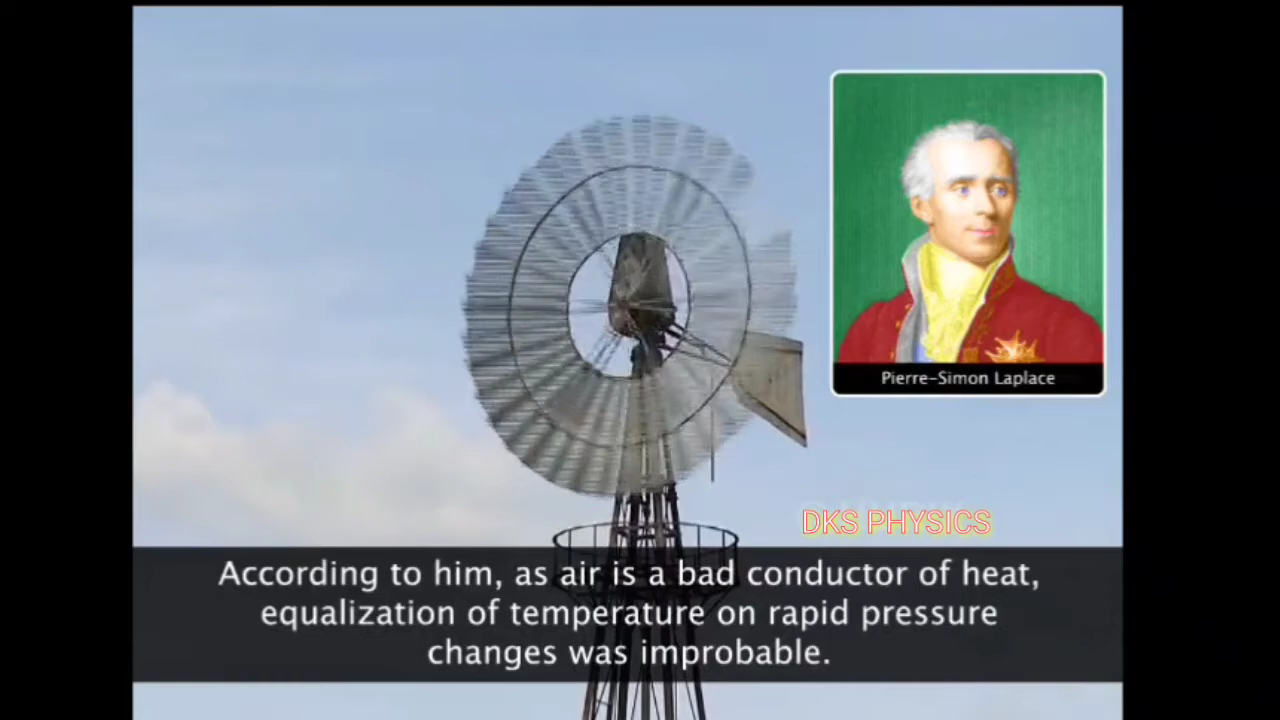 Pierre-Simon Laplace
DKS PHYSICS
According to him, as air is a bad conductor of heat,
equalization of temperature on rapid pressure
changes was improbable.